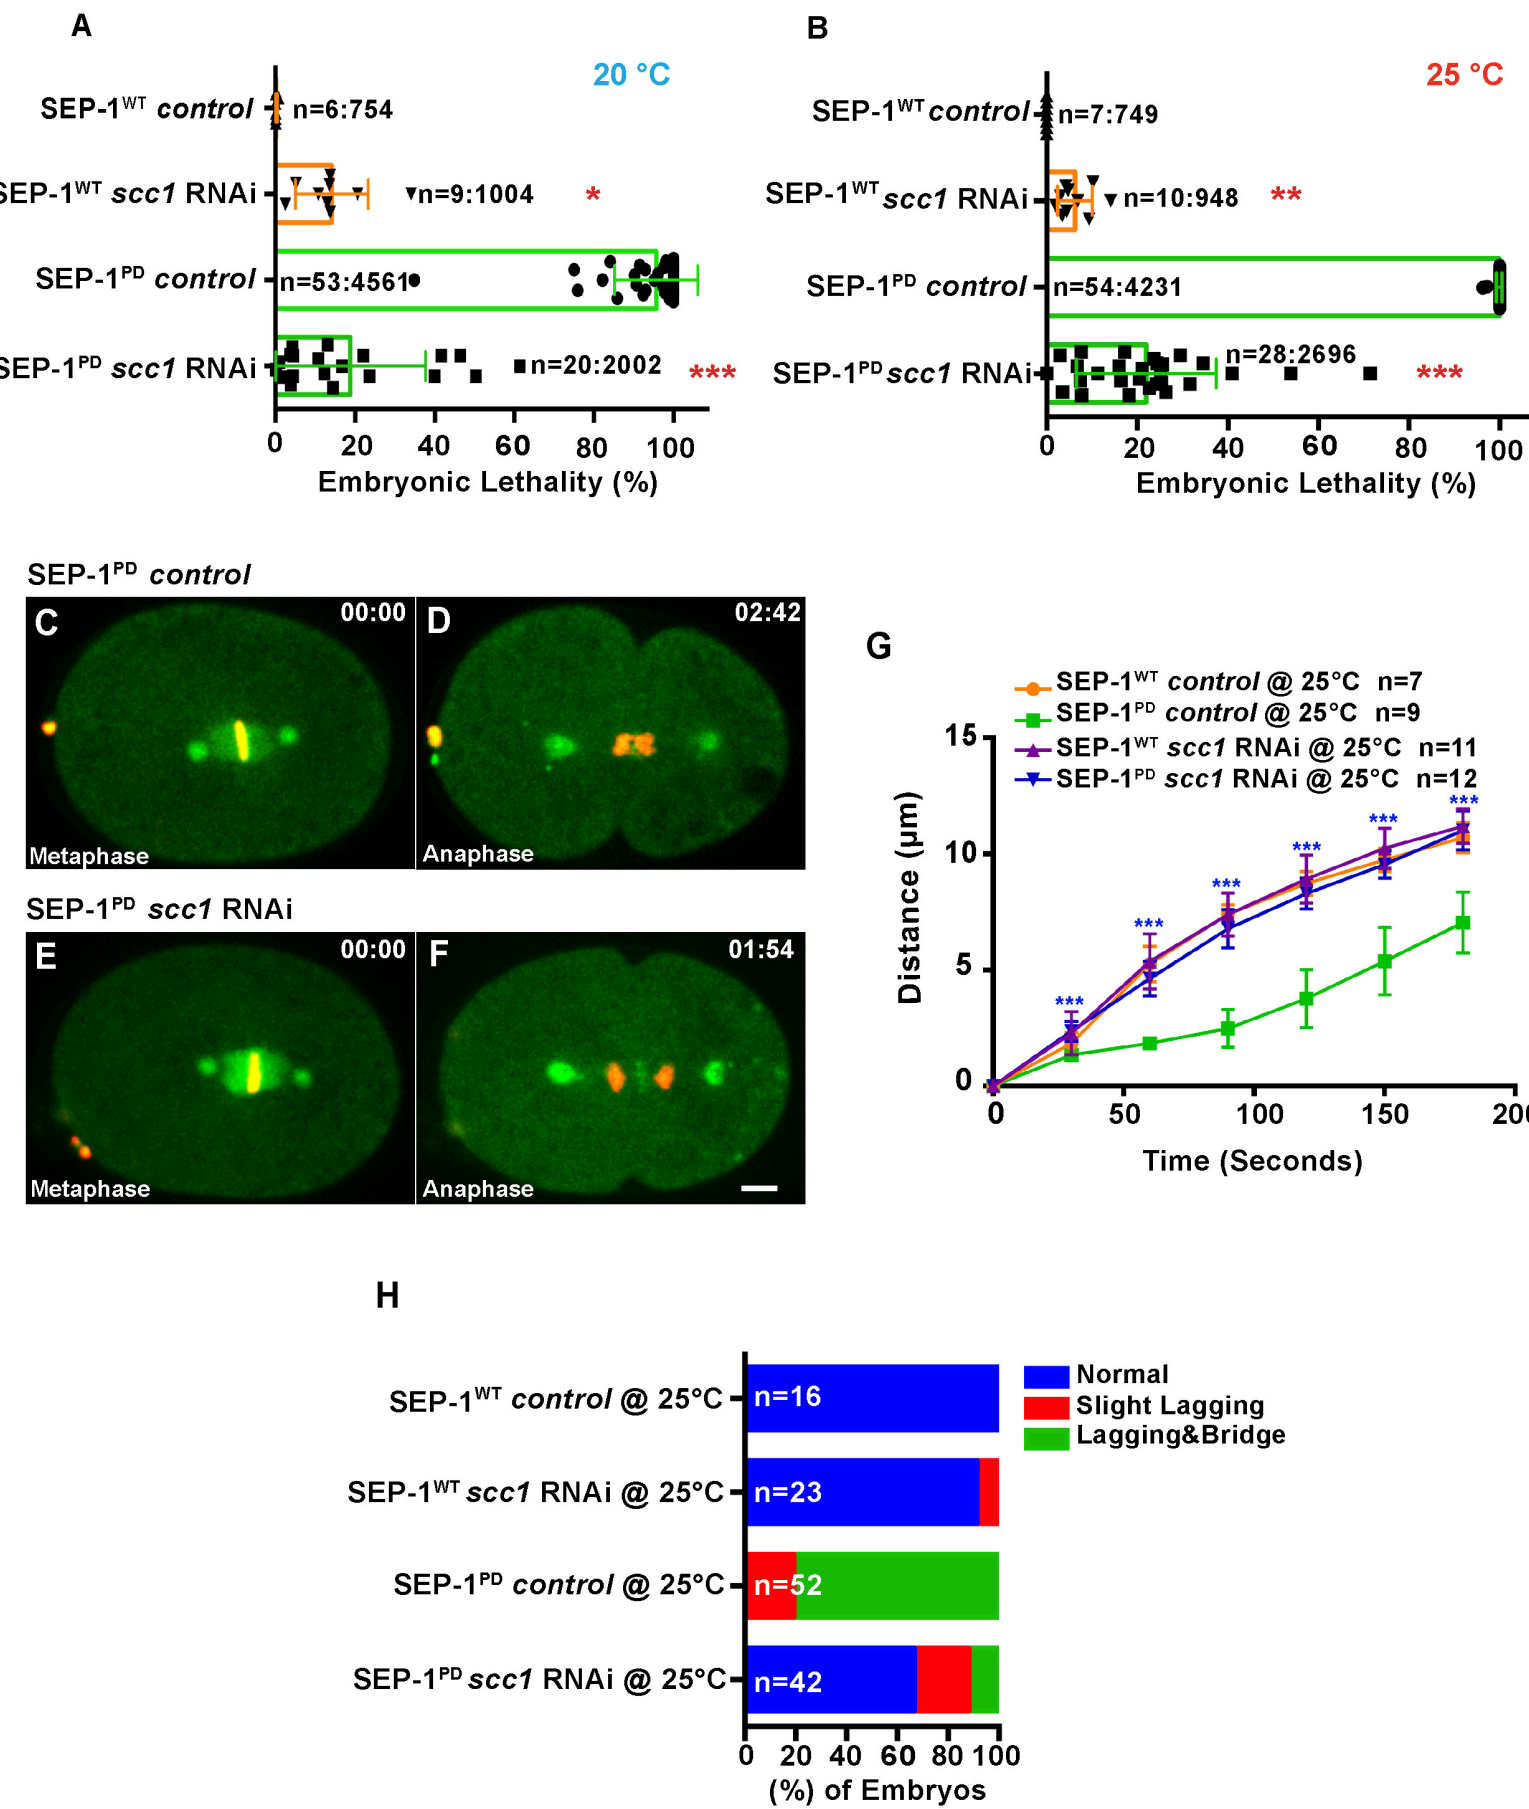 A
20 °C
SEP-1WT control
n=6:754
SEP-1WT scc1 RNAi
n=9:1004
*
SEP-1PD control
n=53:4561
SEP-1PD scc1 RNAi
n=20:2002
***
0 20 40 60 80 100
Embryonic Lethality (%)
B
25 °C
SEP-1WT control
n=7:749
SEP-1WT scc1 RNAi
n=10:948
**
SEP-1PD control
n=54:4231
SEP-1PD scc1 RNAi
n=28:2696
***
0 20 40 60 80 100
Embryonic Lethality (%)
SEP-1PD control
C
00:00
Metaphase
D
02:42
Anaphase
SEP-1PD scc1 RNAi
E
00:00
Metaphase
F
01:54
Anaphase
G
SEP-1WT control @ 25°C n=7
SEP-1PD control @ 25°C n=9
SEP-1WT scc1 RNAi @ 25°C n=11
SEP-1PD scc1 RNAi @ 25°C n=12
15
10
5
0
Distance (µm)
***
***
***
***
***
***
0 50 100 150 200
Time (Seconds)
H
SEP-1WT control @ 25°C
n=16
SEP-1WT scc1 RNAi @ 25°C
n=23
SEP-1PD control @ 25°C
n=52
SEP-1PD scc1 RNAi @ 25°C
n=42
Normal
Slight Lagging
Lagging&Bridge
0 20 40 60 80 100
(%) of Embryos